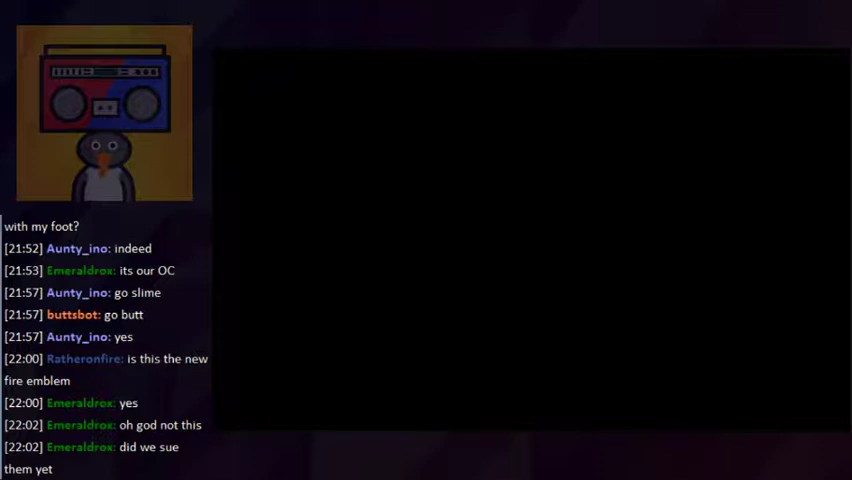 with my foot?
[21:52] Aunty_ino: indeed
[21:53] Emeraldrox: its our OC
[21:57] Aunty_ino: go slime
[21:57] buttsbot: go butt
[21:57] Aunty_ino: yes
[22:00] Ratheronfire: is this the new
fire emblem
[22:00] Emeraldrox: yes
[22:02] Emeraldrox: oh god not this
[22:02] Emeraldrox: did we sue
them yet